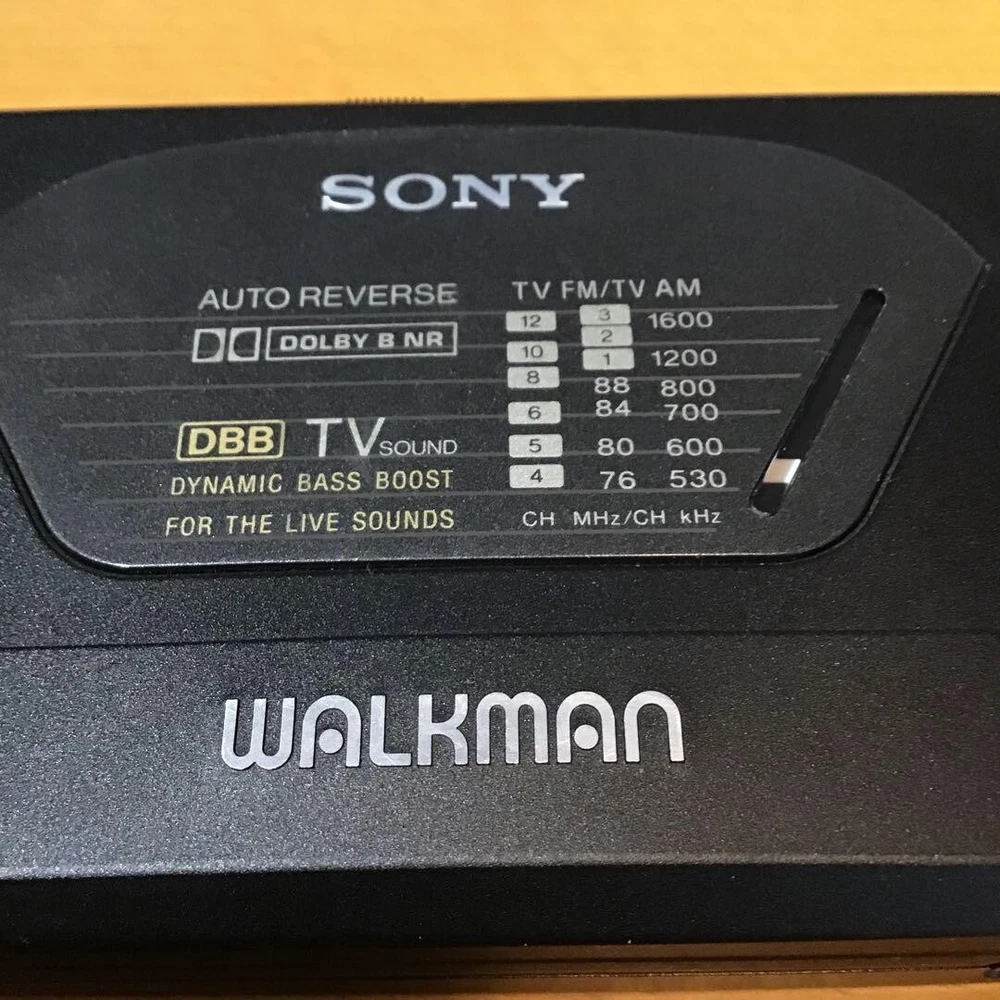 SONY
AUTO REVERSE
DOLBY B NR
DBB TV SOUND
DYNAMIC BASS BOOST
FOR THE LIVE SOUNDS
TV FM/TV AM
12 3 1600
2
10 1 1200
8 88 800
6 84 700
5 80 600
4 76 530
CH MHz/CH kHz
WALKMAN